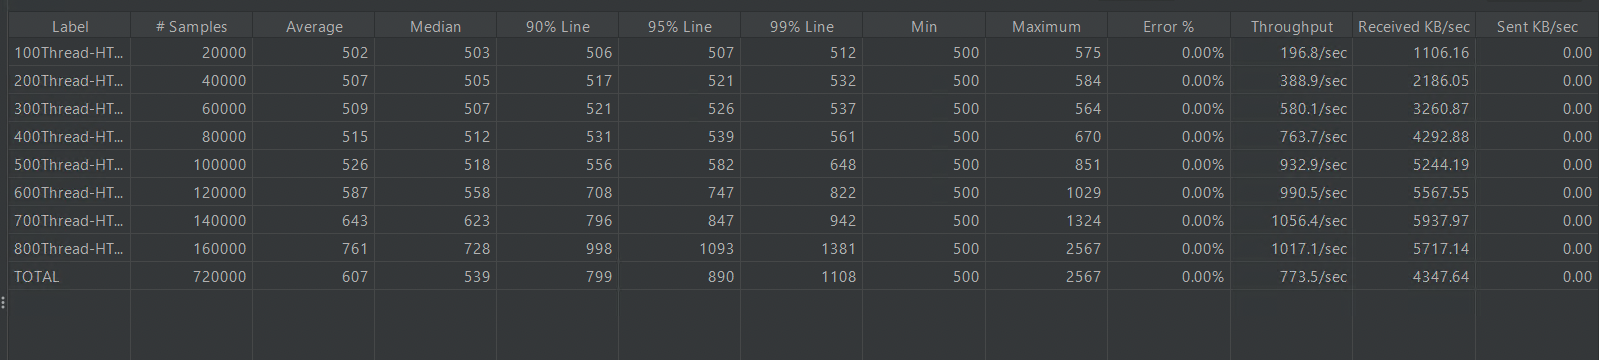 Label # Samples Average Median 90% Line 95% Line 99% Line Min Maximum Error % Throughput Received KB/sec Sent KB/sec
100Thread-HT... 20000 502 503 506 507 512 500 575 0.00% 196.8/sec 1106.16 0.00
200Thread-HT... 40000 507 505 517 521 532 500 584 0.00% 388.9/sec 2186.05 0.00
300Thread-HT... 60000 509 507 521 526 537 500 564 0.00% 580.1/sec 3260.87 0.00
400Thread-HT... 80000 515 512 531 539 561 500 670 0.00% 763.7/sec 4292.88 0.00
500Thread-HT... 100000 526 518 556 582 648 500 851 0.00% 932.9/sec 5244.19 0.00
600Thread-HT... 120000 587 558 708 747 822 500 1029 0.00% 990.5/sec 5567.55 0.00
700Thread-HT... 140000 643 623 796 847 942 500 1324 0.00% 1056.4/sec 5937.97 0.00
800Thread-HT... 160000 761 728 998 1093 1381 500 2567 0.00% 1017.1/sec 5717.14 0.00
TOTAL 720000 607 539 799 890 1108 500 2567 0.00% 773.5/sec 4347.64 0.00